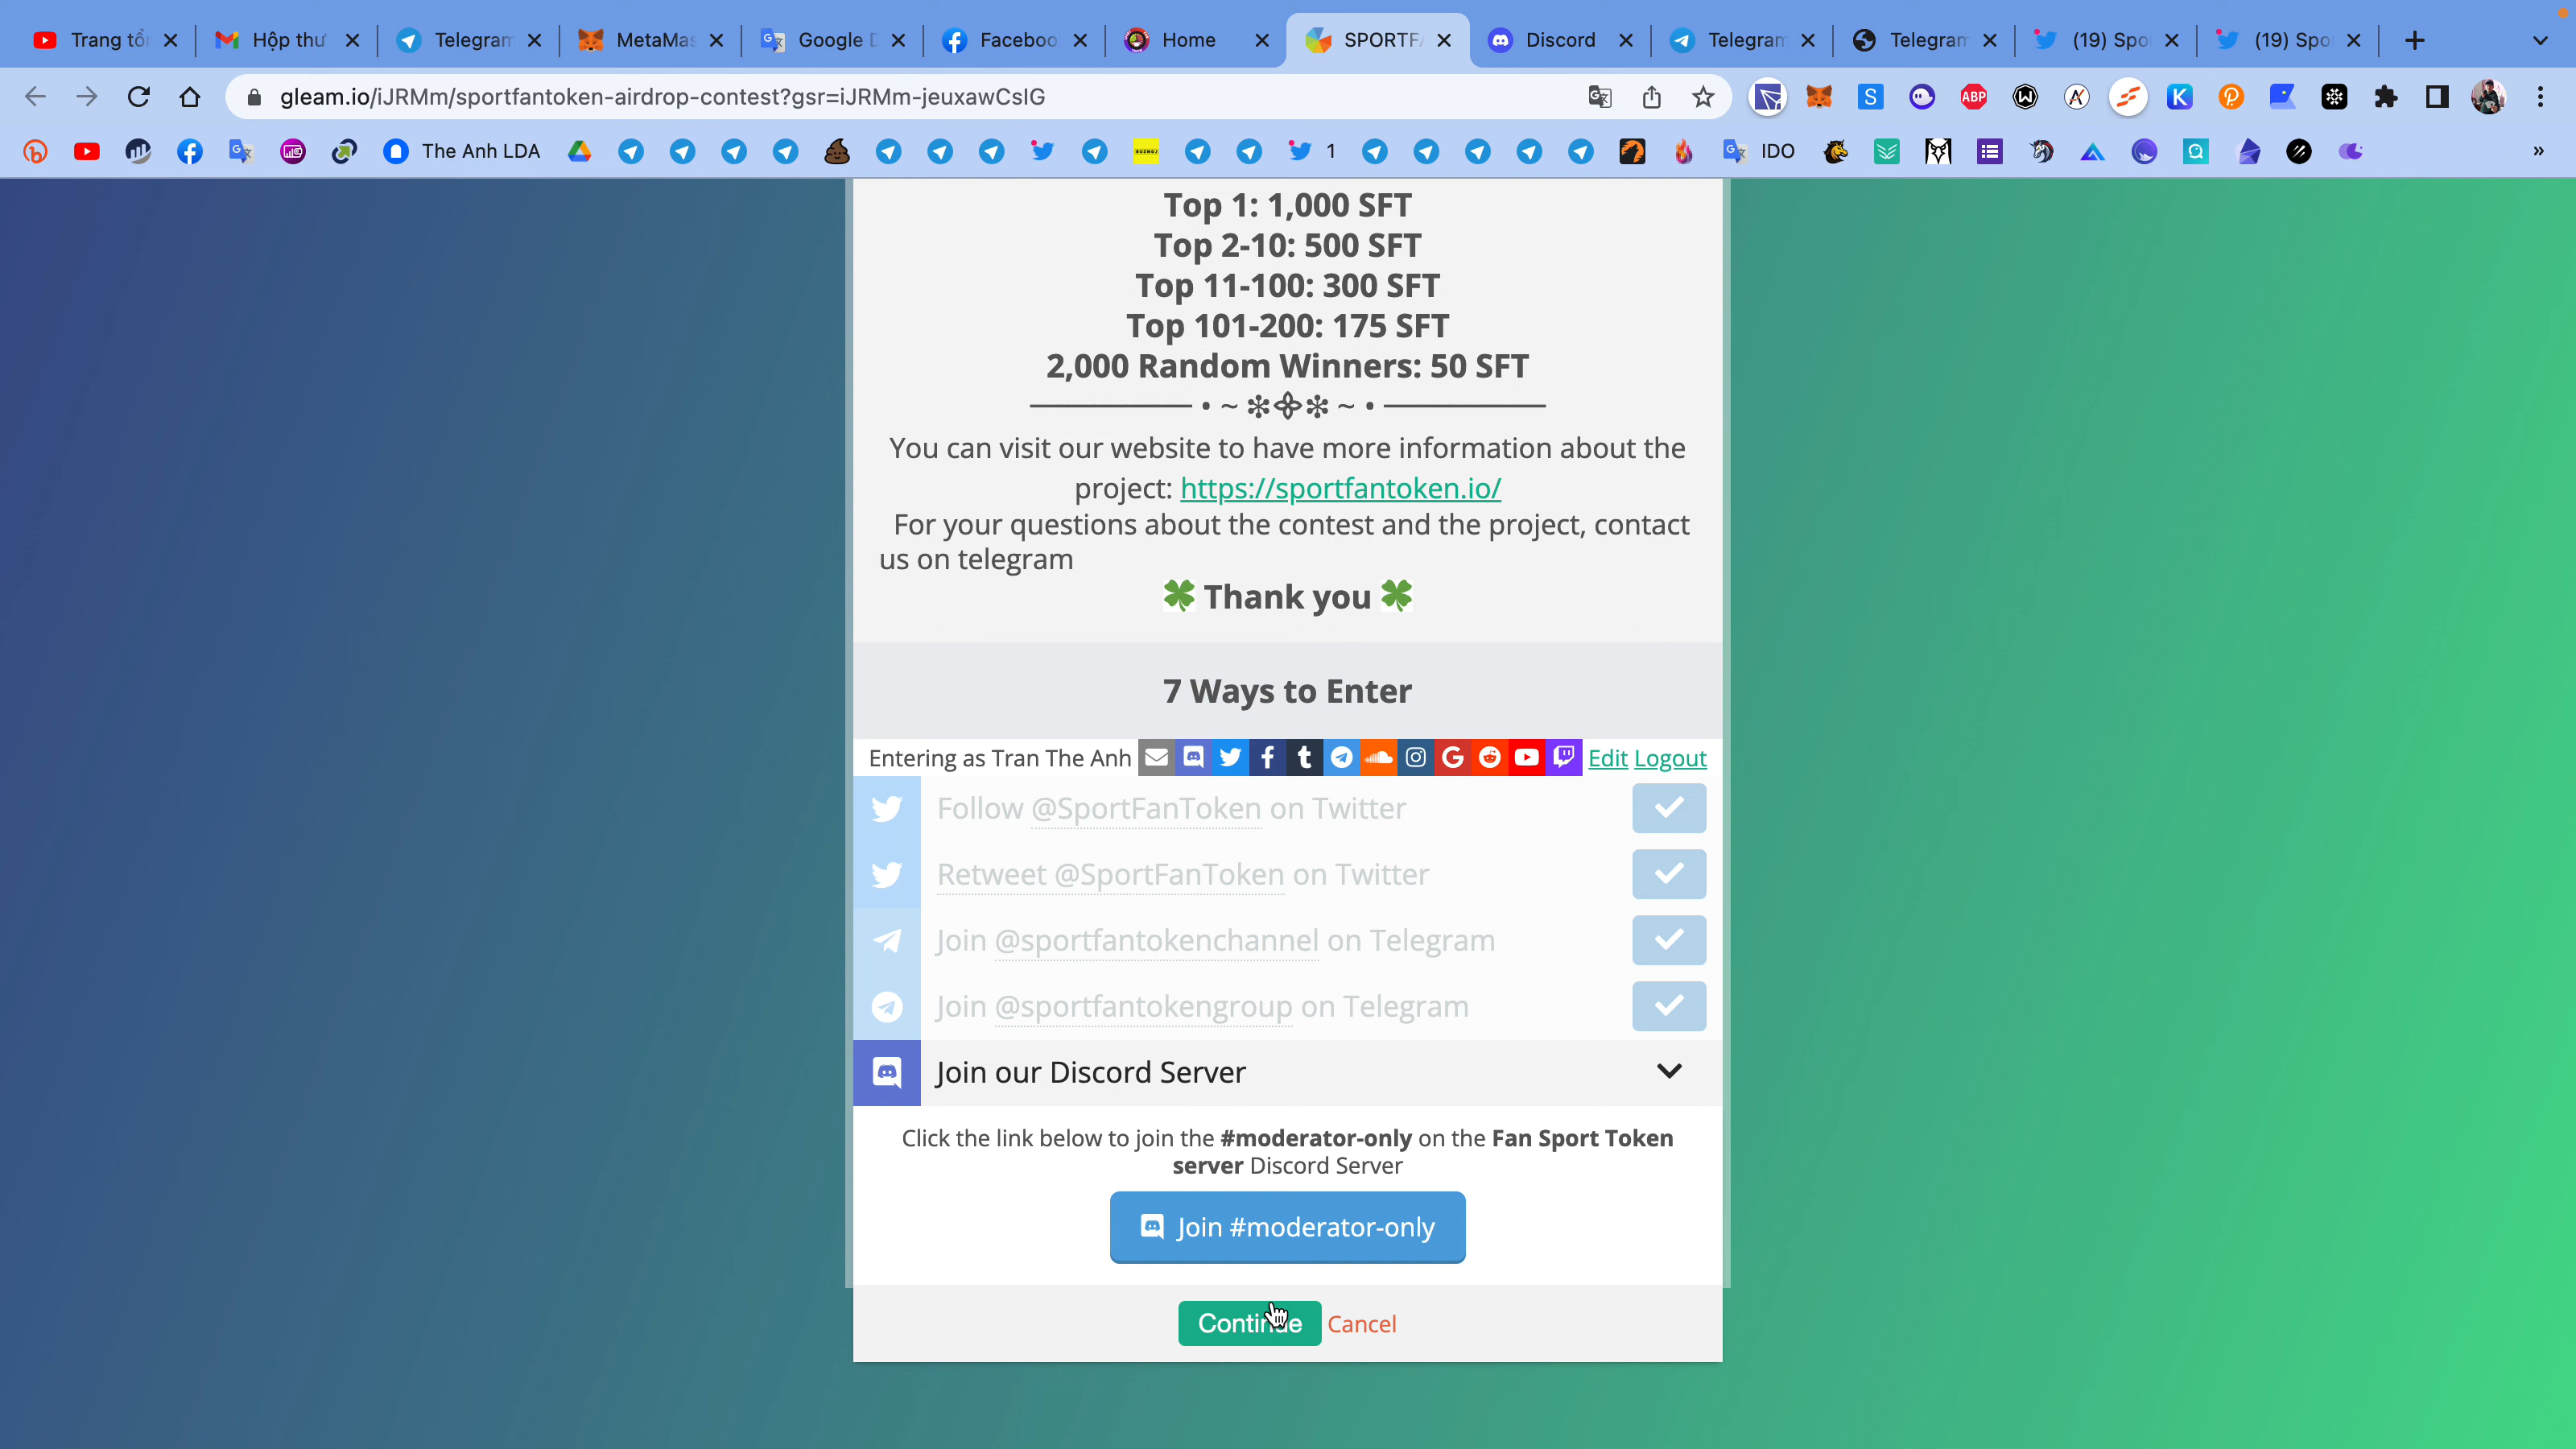 Trang tổ
Hộp thư
Telegram
MetaMas
Google D
Faceboo
Home
SPORTFA
Discord
Telegram
Telegram
(19) Spo
(19) Spo
gleam.io/iJRMm/sportfantoken-airdrop-contest?gsr=iJRMm-jeuxawCsIG
The Anh LDA
1
IDO
Top 1: 1,000 SFT
Top 2-10: 500 SFT
Top 11-100: 300 SFT
Top 101-200: 175 SFT
2,000 Random Winners: 50 SFT
You can visit our website to have more information about the
project: https://sportfantoken.io/
For your questions about the contest and the project, contact
us on telegram
🍀 Thank you 🍀
7 Ways to Enter
Entering as Tran The Anh
Edit Logout
Follow @SportFanToken on Twitter
Retweet @SportFanToken on Twitter
Join @sportfantokenchannel on Telegram
Join @sportfantokengroup on Telegram
Join our Discord Server
Click the link below to join the #moderator-only on the Fan Sport Token
server Discord Server
Join #moderator-only
Continue
Cancel